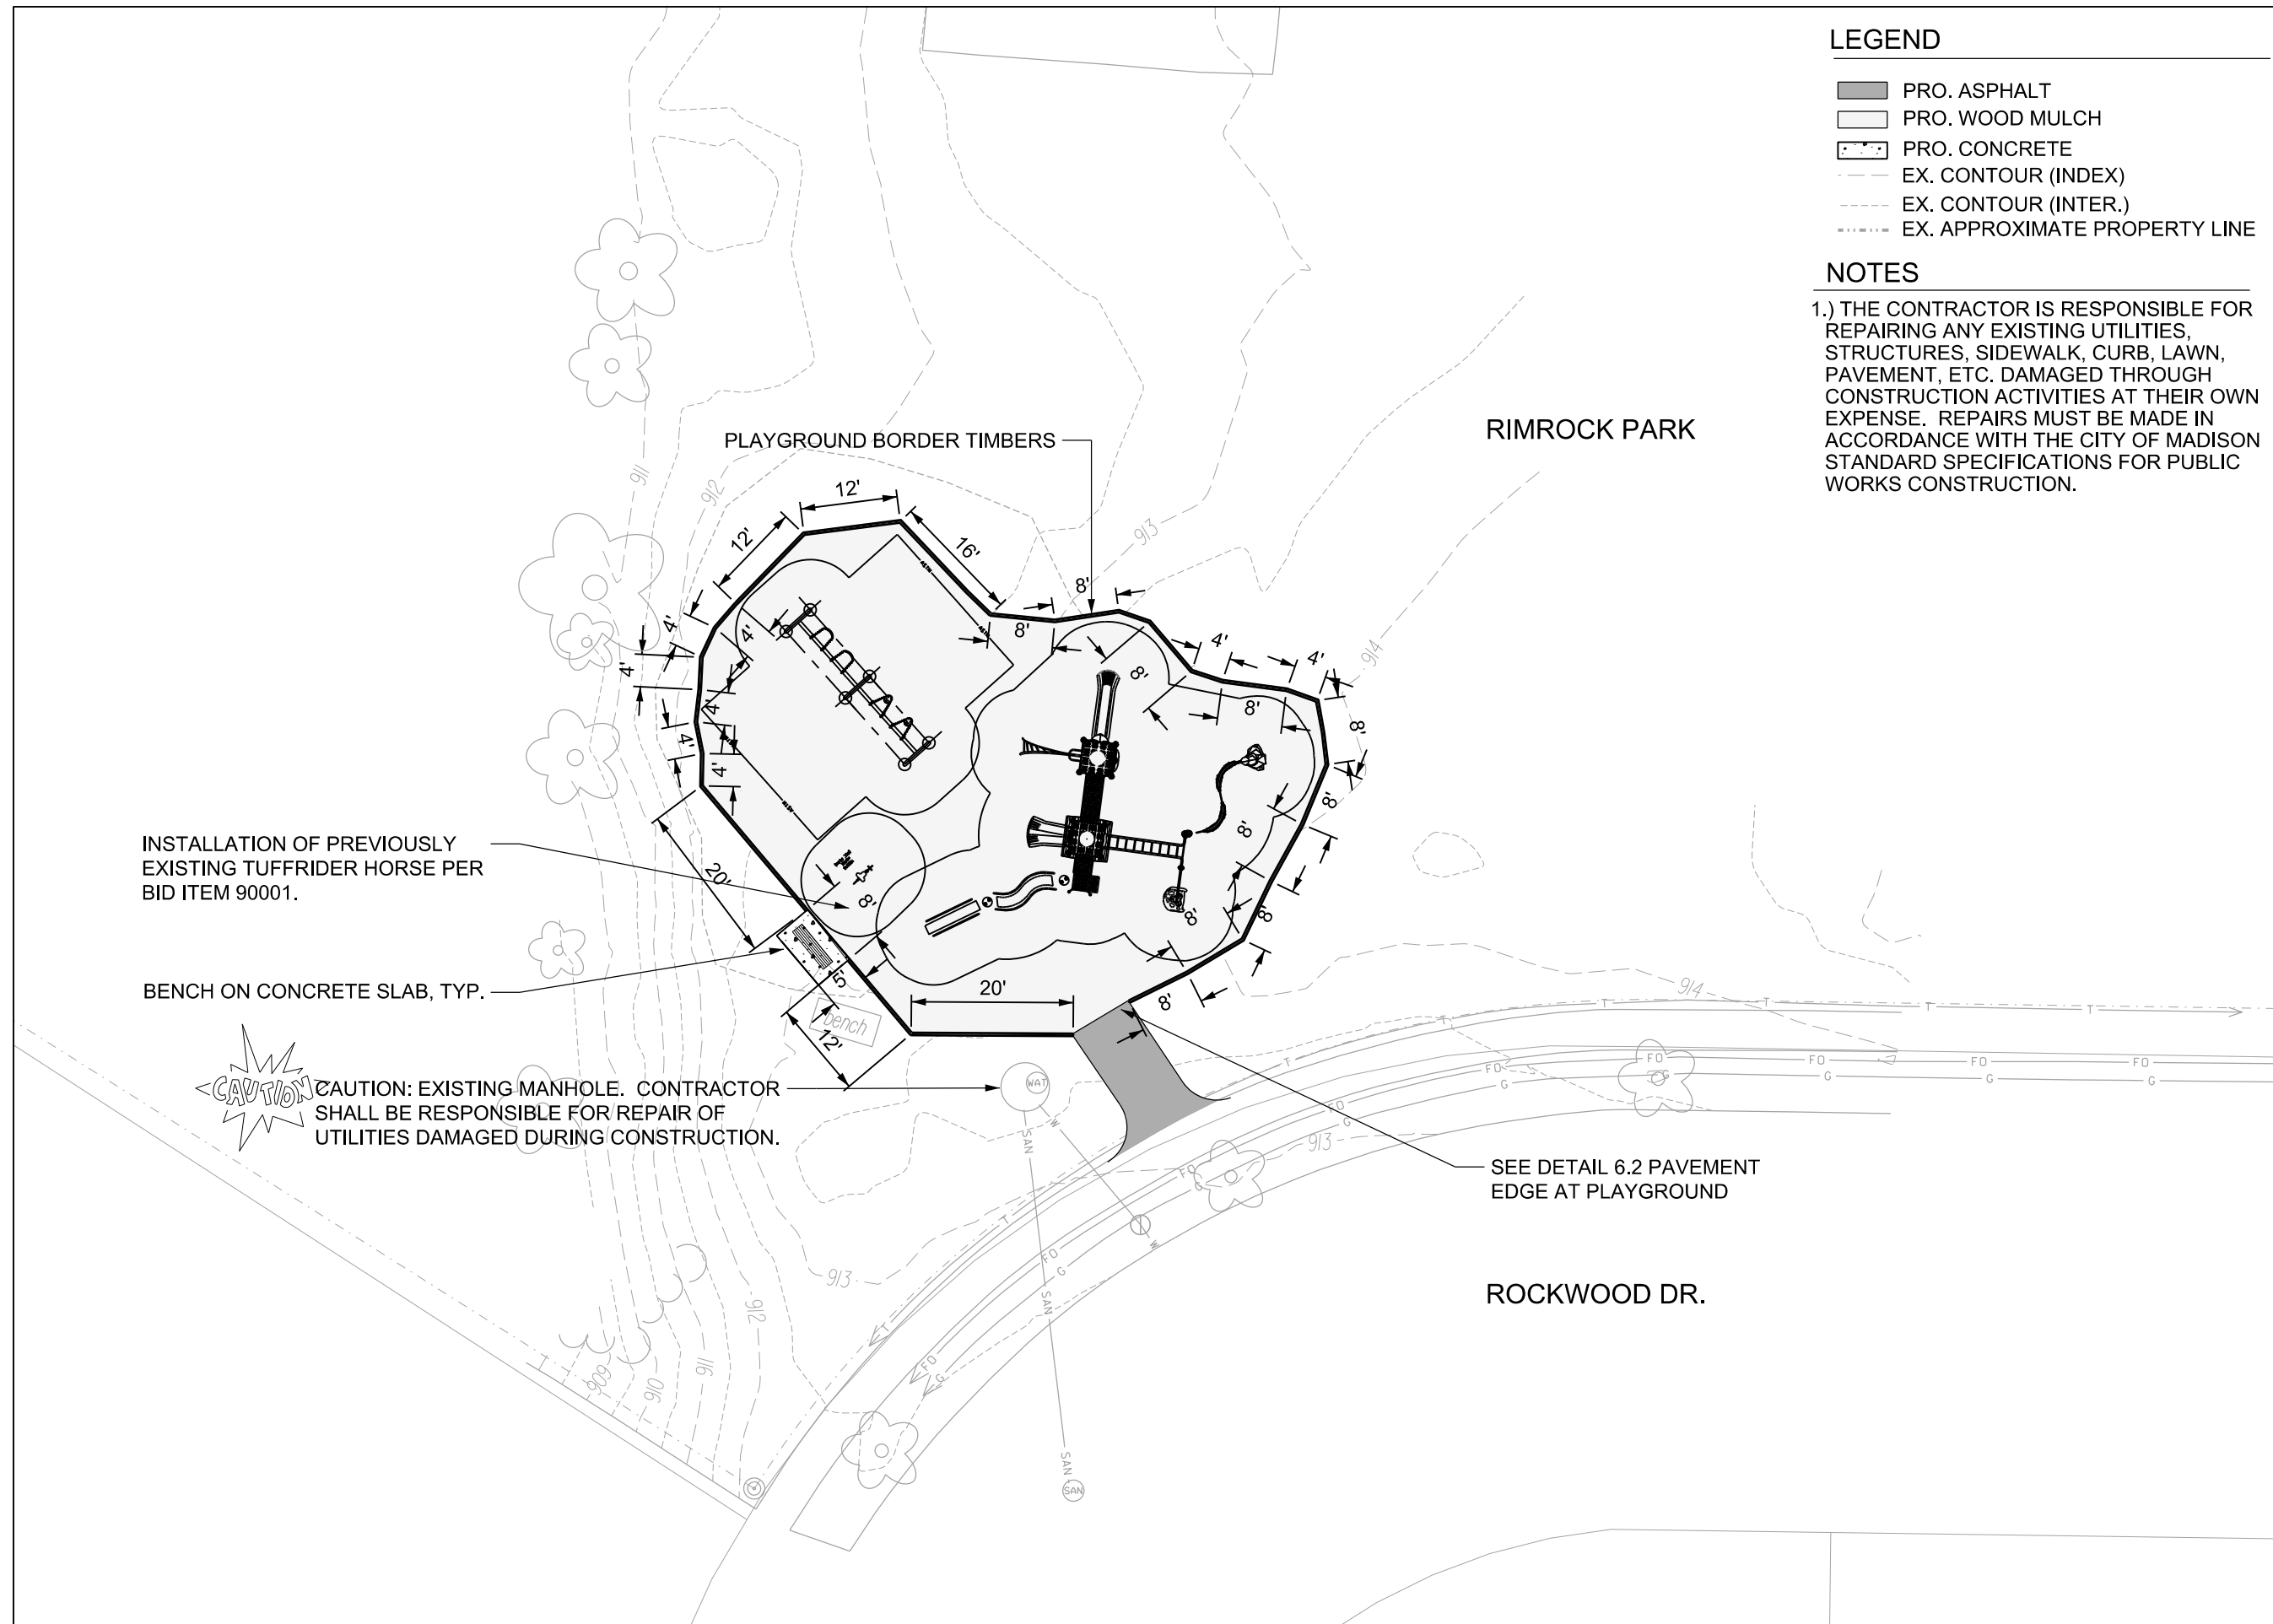 LEGEND
PRO. ASPHALT
PRO. WOOD MULCH
PRO. CONCRETE
EX. CONTOUR (INDEX)
EX. CONTOUR (INTER.)
EX. APPROXIMATE PROPERTY LINE
NOTES
1.) THE CONTRACTOR IS RESPONSIBLE FOR
REPAIRING ANY EXISTING UTILITIES,
STRUCTURES, SIDEWALK, CURB, LAWN,
PAVEMENT, ETC. DAMAGED THROUGH
CONSTRUCTION ACTIVITIES AT THEIR OWN
EXPENSE. REPAIRS MUST BE MADE IN
ACCORDANCE WITH THE CITY OF MADISON
STANDARD SPECIFICATIONS FOR PUBLIC
WORKS CONSTRUCTION.
RIMROCK PARK
PLAYGROUND BORDER TIMBERS
911
912
913
914
12'
12'
16'
8'
8'
4'
4'
8'
8'
8'
4'
4'
4'
4'
4'
4'
8'
8'
8'
8'
8'
20'
8'
5'
12'
20'
8'
INSTALLATION OF PREVIOUSLY
EXISTING TUFFRIDER HORSE PER
BID ITEM 90001.
BENCH ON CONCRETE SLAB, TYP.
bench
CAUTION
CAUTION: EXISTING MANHOLE. CONTRACTOR
SHALL BE RESPONSIBLE FOR REPAIR OF
UTILITIES DAMAGED DURING CONSTRUCTION.
WAT
SAN
W
SAN
W
SAN
SAN
914
T
T
T
T
T
T
T
T
FO
FO
FO
FO
FO
FO
FO
FO
FO
G
G
G
G
G
G
G
G
G
913
SEE DETAIL 6.2 PAVEMENT
EDGE AT PLAYGROUND
ROCKWOOD DR.
913
912
911
910
909